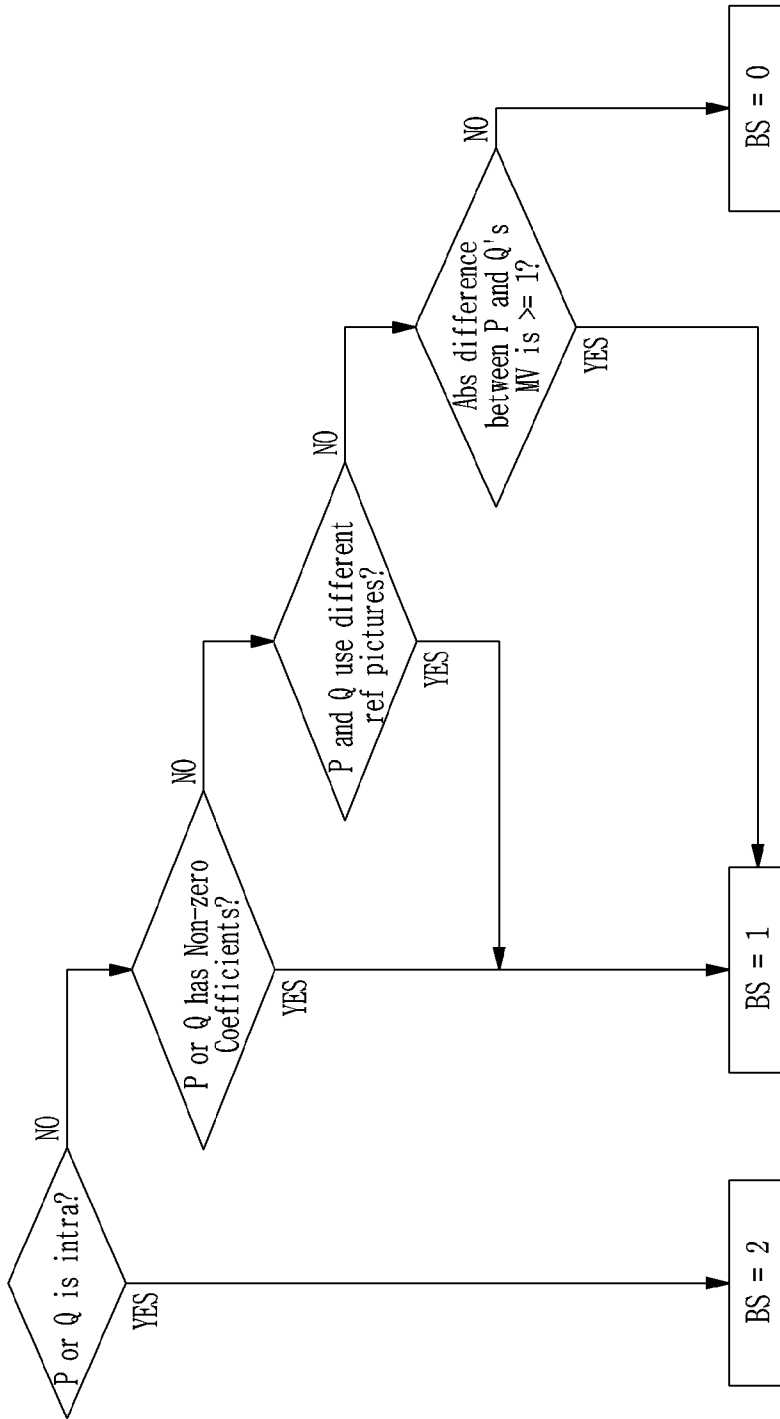 P or Q is intra?
NO
YES
P or Q has Non-zero
Coefficients?
NO
YES
P and Q use different
ref pictures?
NO
YES
Abs difference
between P and Q's
MV is >= 1?
NO
YES
BS = 2
BS = 1
BS = 0